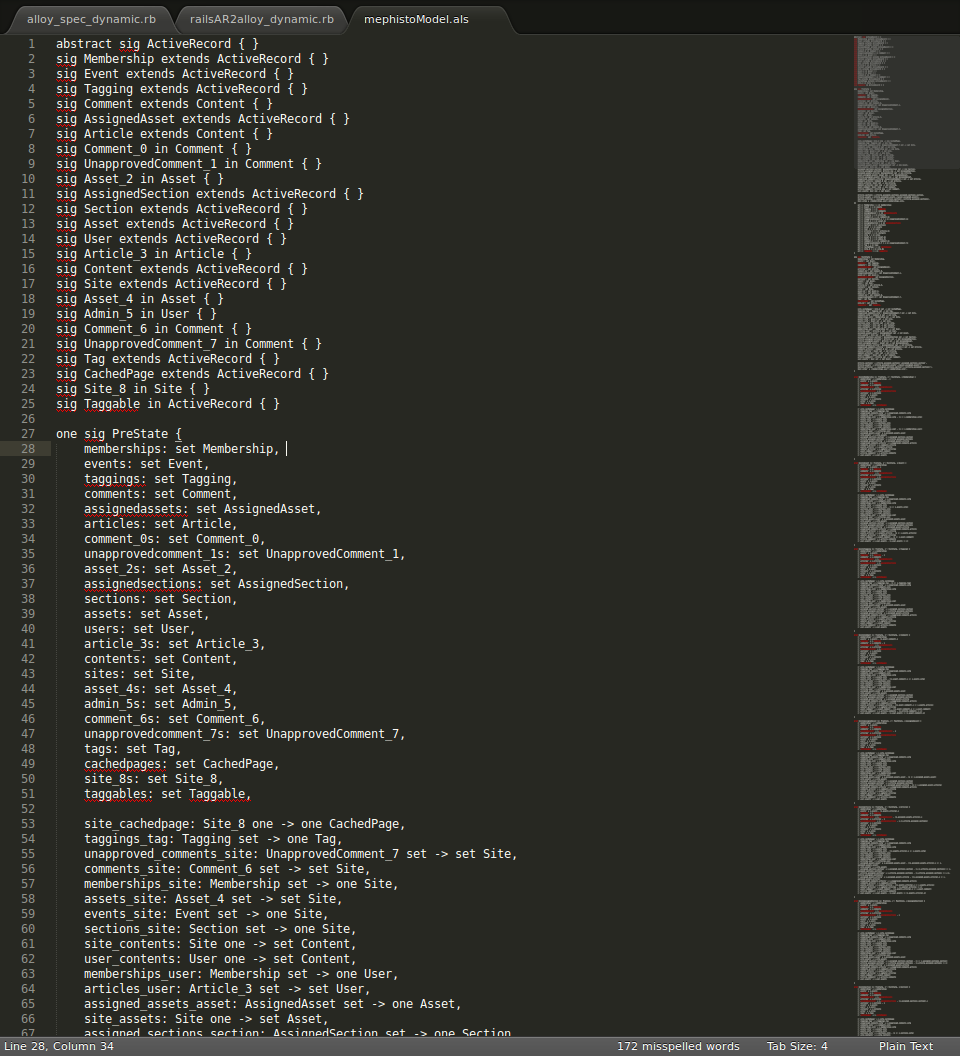 alloy_spec_dynamic.rb
railsAR2alloy_dynamic.rb
mephistoModel.als
1 abstract sig ActiveRecord { }
2 sig Membership extends ActiveRecord { }
3 sig Event extends ActiveRecord { }
4 sig Tagging extends ActiveRecord { }
5 sig Comment extends Content { }
6 sig AssignedAsset extends ActiveRecord { }
7 sig Article extends Content { }
8 sig Comment_0 in Comment { }
9 sig UnapprovedComment_1 in Comment { }
10 sig Asset_2 in Asset { }
11 sig AssignedSection extends ActiveRecord { }
12 sig Section extends ActiveRecord { }
13 sig Asset extends ActiveRecord { }
14 sig User extends ActiveRecord { }
15 sig Article_3 in Article { }
16 sig Content extends ActiveRecord { }
17 sig Site extends ActiveRecord { }
18 sig Asset_4 in Asset { }
19 sig Admin_5 in User { }
20 sig Comment_6 in Comment { }
21 sig UnapprovedComment_7 in Comment { }
22 sig Tag extends ActiveRecord { }
23 sig CachedPage extends ActiveRecord { }
24 sig Site_8 in Site { }
25 sig Taggable in ActiveRecord { }
26
27 one sig PreState {
28 memberships: set Membership,
29 events: set Event,
30 taggings: set Tagging,
31 comments: set Comment,
32 assignedassets: set AssignedAsset,
33 articles: set Article,
34 comment_0s: set Comment_0,
35 unapprovedcomment_1s: set UnapprovedComment_1,
36 asset_2s: set Asset_2,
37 assignedsections: set AssignedSection,
38 sections: set Section,
39 assets: set Asset,
40 users: set User,
41 article_3s: set Article_3,
42 contents: set Content,
43 sites: set Site,
44 asset_4s: set Asset_4,
45 admin_5s: set Admin_5,
46 comment_6s: set Comment_6,
47 unapprovedcomment_7s: set UnapprovedComment_7,
48 tags: set Tag,
49 cachedpages: set CachedPage,
50 site_8s: set Site_8,
51 taggables: set Taggable,
52
53 site_cachedpage: Site_8 one -> one CachedPage,
54 taggings_tag: Tagging set -> one Tag,
55 unapproved_comments_site: UnapprovedComment_7 set -> set Site,
56 comments_site: Comment_6 set -> set Site,
57 memberships_site: Membership set -> one Site,
58 assets_site: Asset_4 set -> set Site,
59 events_site: Event set -> one Site,
60 sections_site: Section set -> one Site,
61 site_contents: Site one -> set Content,
62 user_contents: User one -> set Content,
63 memberships_user: Membership set -> one User,
64 articles_user: Article_3 set -> set User,
65 assigned_assets_asset: AssignedAsset set -> one Asset,
66 site_assets: Site one -> set Asset,
67 assigned_sections_section: AssignedSection set -> one Section
Line 28, Column 34
172 misspelled words
Tab Size: 4
Plain Text